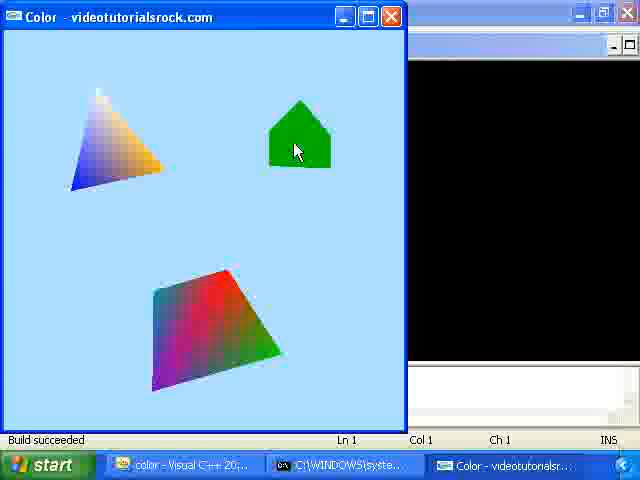 Color - videotutorialsrock.com
Build succeeded Ln 1 Col 1 Ch 1 INS
start color - Visual C++ 20:... C:\WINDOWS\syste... Color - videotutorialsr...